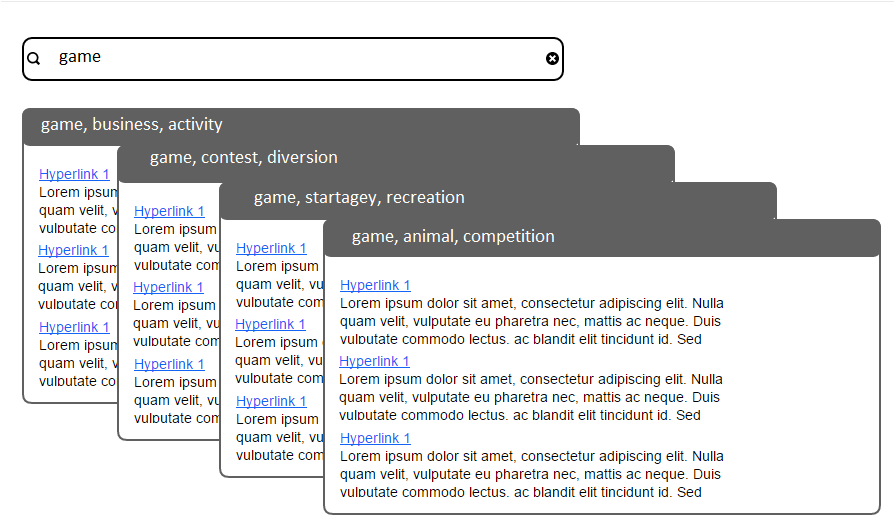 game
game, business, activity
Hyperlink 1
Lorem ipsum
quam velit, v
vulputate co
Hyperlink 1
Lorem ipsum
quam velit, v
vulputate co
Hyperlink 1
Lorem ipsum
quam velit, v
vulputate co
game, contest, diversion
Hyperlink 1
Lorem ipsum
quam velit, vu
vulputate com
Hyperlink 1
Lorem ipsum
quam velit, vu
vulputate com
Hyperlink 1
Lorem ipsum
quam velit, vu
vulputate com
game, startagey, recreation
Hyperlink 1
Lorem ipsum
quam velit, vu
vulputate com
Hyperlink 1
Lorem ipsum
quam velit, vu
vulputate com
Hyperlink 1
Lorem ipsum
quam velit, vu
vulputate com
game, animal, competition
Hyperlink 1
Lorem ipsum dolor sit amet, consectetur adipiscing elit. Nulla
quam velit, vulputate eu pharetra nec, mattis ac neque. Duis
vulputate commodo lectus, ac blandit elit tincidunt id. Sed
Hyperlink 1
Lorem ipsum dolor sit amet, consectetur adipiscing elit. Nulla
quam velit, vulputate eu pharetra nec, mattis ac neque. Duis
vulputate commodo lectus, ac blandit elit tincidunt id. Sed
Hyperlink 1
Lorem ipsum dolor sit amet, consectetur adipiscing elit. Nulla
quam velit, vulputate eu pharetra nec, mattis ac neque. Duis
vulputate commodo lectus, ac blandit elit tincidunt id. Sed